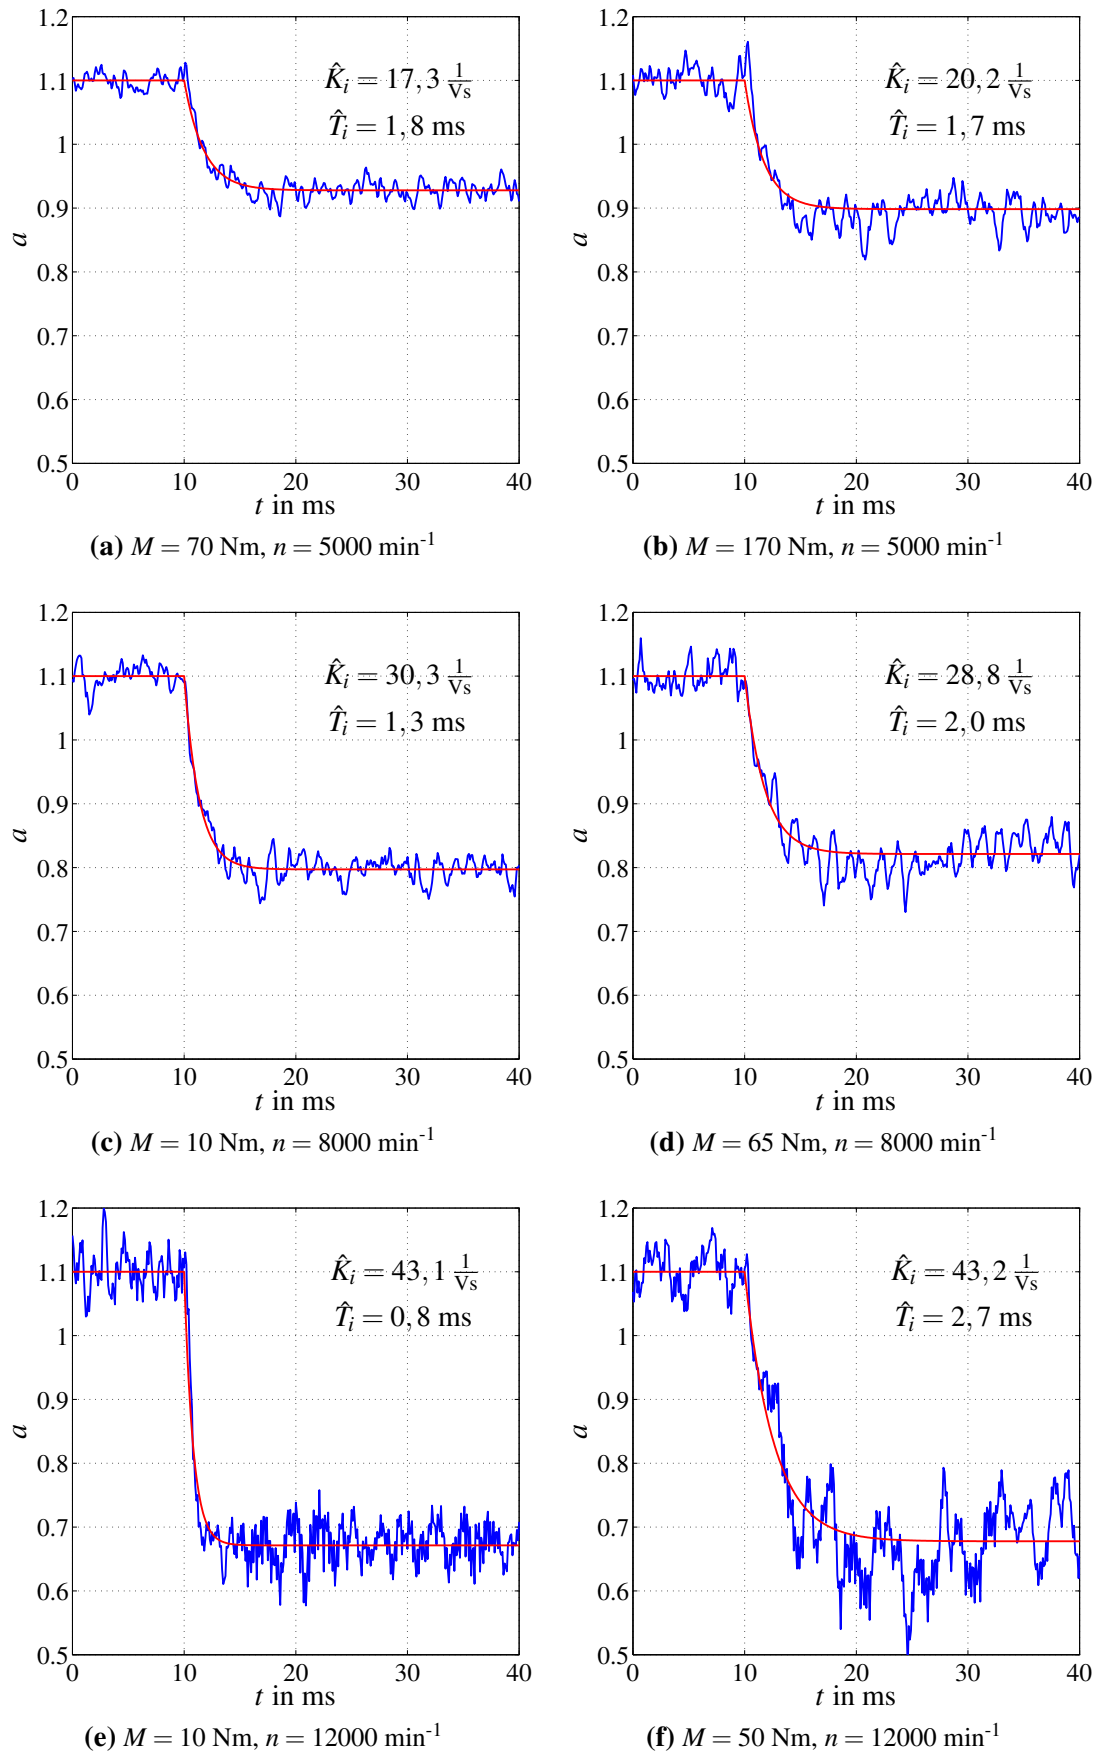 1.2
1.1
1
0.9
0.8
0.7
0.6
0.5
a
K̂i = 17,3 1/Vs
T̂i = 1,8 ms
0 10 20 30 40
t in ms
(a) M = 70 Nm, n = 5000 min-1
1.2
1.1
1
0.9
0.8
0.7
0.6
0.5
a
K̂i = 20,2 1/Vs
T̂i = 1,7 ms
0 10 20 30 40
t in ms
(b) M = 170 Nm, n = 5000 min-1
1.2
1.1
1
0.9
0.8
0.7
0.6
0.5
a
K̂i = 30,3 1/Vs
T̂i = 1,3 ms
0 10 20 30 40
t in ms
(c) M = 10 Nm, n = 8000 min-1
1.2
1.1
1
0.9
0.8
0.7
0.6
0.5
a
K̂i = 28,8 1/Vs
T̂i = 2,0 ms
0 10 20 30 40
t in ms
(d) M = 65 Nm, n = 8000 min-1
1.2
1.1
1
0.9
0.8
0.7
0.6
0.5
a
K̂i = 43,1 1/Vs
T̂i = 0,8 ms
0 10 20 30 40
t in ms
(e) M = 10 Nm, n = 12000 min-1
1.2
1.1
1
0.9
0.8
0.7
0.6
0.5
a
K̂i = 43,2 1/Vs
T̂i = 2,7 ms
0 10 20 30 40
t in ms
(f) M = 50 Nm, n = 12000 min-1